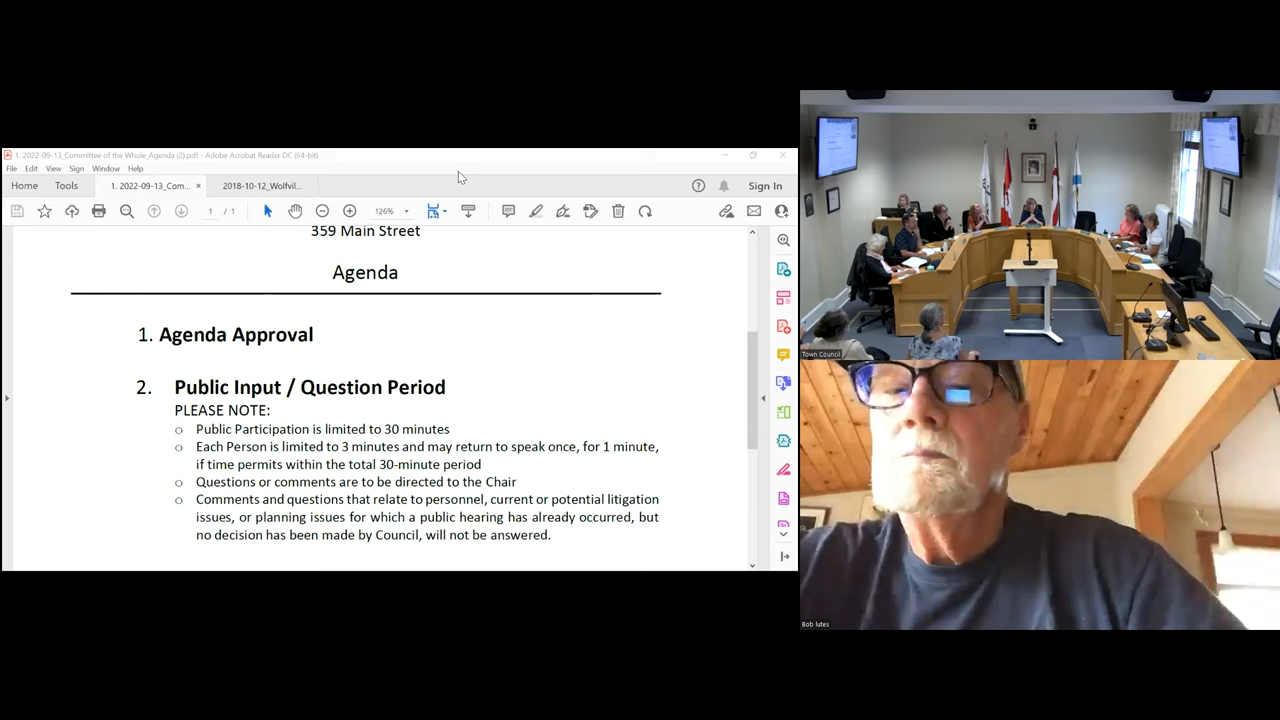 1. 2022-09-13_Committee of the Whole_Agenda (2).pdf - Adobe Acrobat Reader DC (64-bit)
File Edit View Sign Window Help
Home Tools 1. 2022-09-13_Com... × 2018-10-12_Wolfvil... Sign In
1 / 1 126%
359 Main Street
Agenda
1. Agenda Approval
2. Public Input / Question Period
PLEASE NOTE:
o Public Participation is limited to 30 minutes
o Each Person is limited to 3 minutes and may return to speak once, for 1 minute,
if time permits within the total 30-minute period
o Questions or comments are to be directed to the Chair
o Comments and questions that relate to personnel, current or potential litigation
issues, or planning issues for which a public hearing has already occurred, but
no decision has been made by Council, will not be answered.
Town Council
Bob lutes